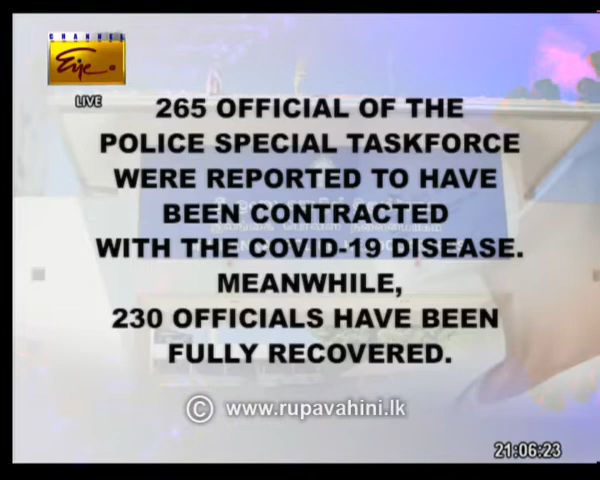 CHANNEL
Eye
LIVE
265 OFFICIAL OF THE
POLICE SPECIAL TASKFORCE
WERE REPORTED TO HAVE
BEEN CONTRACTED
WITH THE COVID-19 DISEASE.
MEANWHILE,
230 OFFICIALS HAVE BEEN
FULLY RECOVERED.
© www.rupavahini.lk
21:06:23